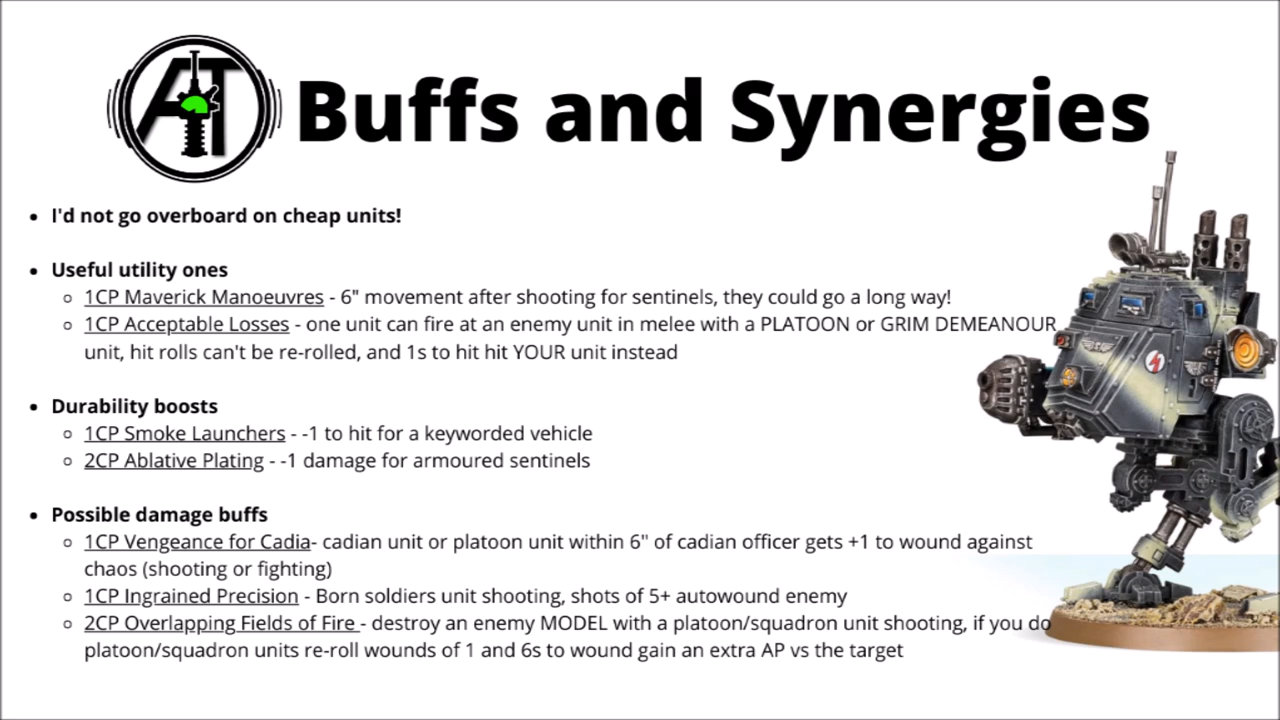 AT
Buffs and Synergies
• I'd not go overboard on cheap units!
• Useful utility ones
○ 1CP Maverick Manoeuvres - 6" movement after shooting for sentinels, they could go a long way!
○ 1CP Acceptable Losses - one unit can fire at an enemy unit in melee with a PLATOON or GRIM DEMEANOUR
unit, hit rolls can't be re-rolled, and 1s to hit hit YOUR unit instead
• Durability boosts
○ 1CP Smoke Launchers - -1 to hit for a keyworded vehicle
○ 2CP Ablative Plating - -1 damage for armoured sentinels
• Possible damage buffs
○ 1CP Vengeance for Cadia- cadian unit or platoon unit within 6" of cadian officer gets +1 to wound against
chaos (shooting or fighting)
○ 1CP Ingrained Precision - Born soldiers unit shooting, shots of 5+ autowound enemy
○ 2CP Overlapping Fields of Fire - destroy an enemy MODEL with a platoon/squadron unit shooting, if you do
platoon/squadron units re-roll wounds of 1 and 6s to wound gain an extra AP vs the target